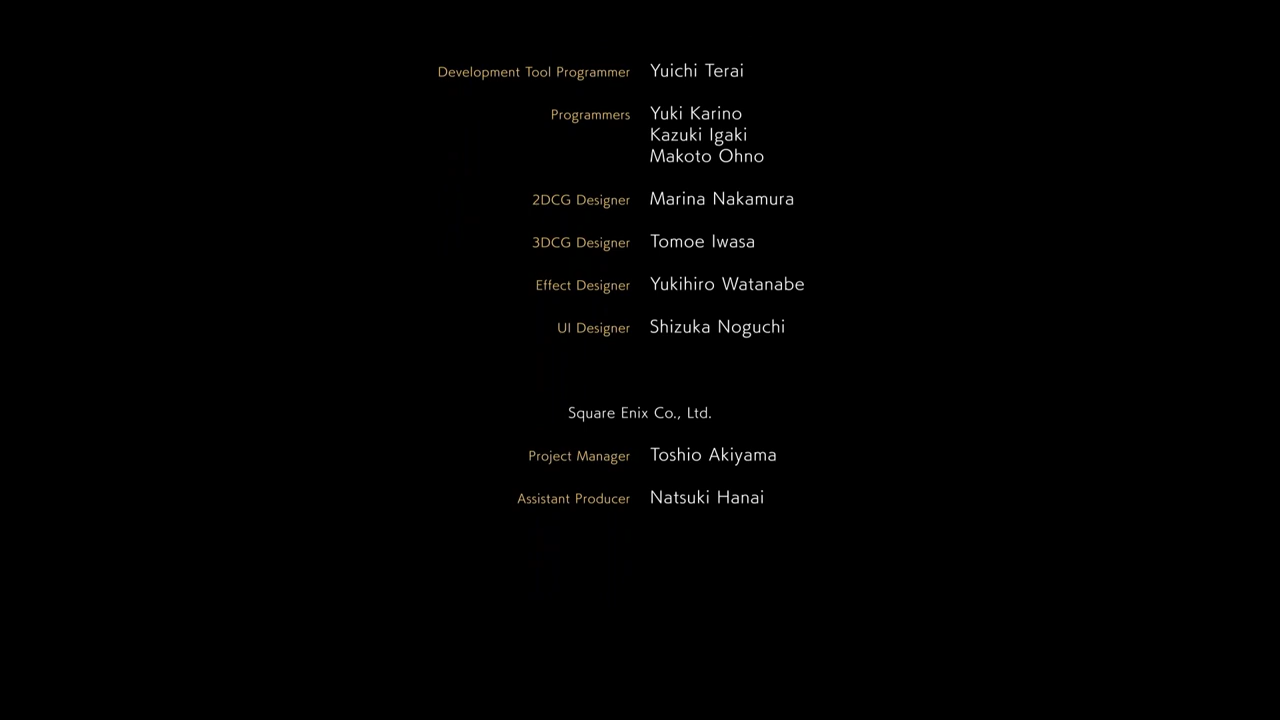 Development Tool Programmer Yuichi Terai
Programmers Yuki Karino
Kazuki Igaki
Makoto Ohno
2DCG Designer Marina Nakamura
3DCG Designer Tomoe Iwasa
Effect Designer Yukihiro Watanabe
UI Designer Shizuka Noguchi
Square Enix Co., Ltd.
Project Manager Toshio Akiyama
Assistant Producer Natsuki Hanai